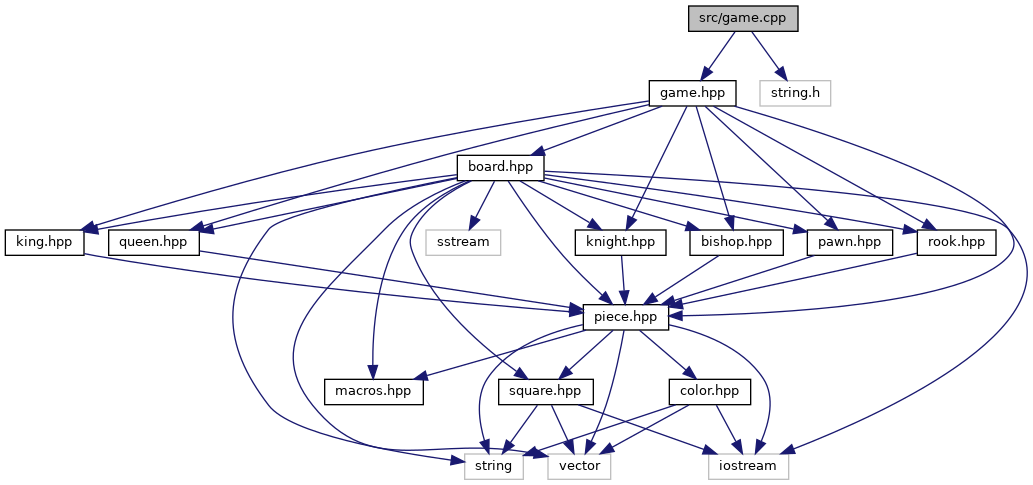 src/game.cpp
game.hpp
string.h
board.hpp
king.hpp
queen.hpp
sstream
knight.hpp
bishop.hpp
pawn.hpp
rook.hpp
piece.hpp
macros.hpp
square.hpp
color.hpp
string
vector
iostream